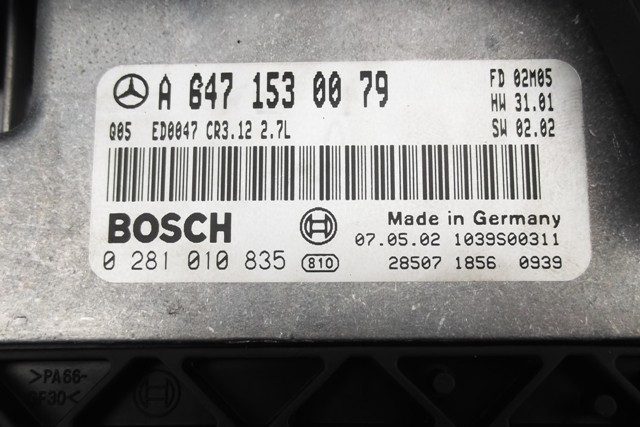 A 647 153 00 79
FD 02M05
HW 31.01
Q05 ED0047 CR3.12 2.7L
SW 02.02
BOSCH
Made in Germany
07.05.02 1039S00311
0 281 010 835 810
28507 1856 0939
>PA66-
GF30<